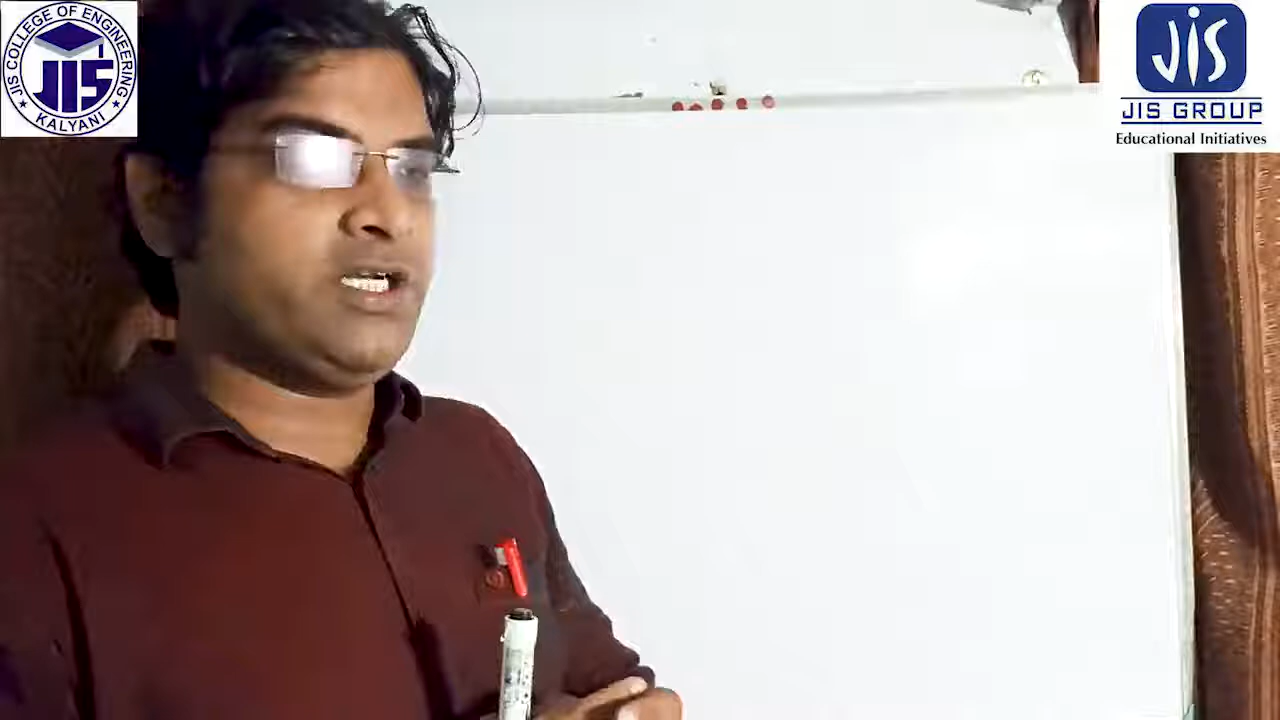 JIS COLLEGE OF ENGINEERING
JIS
KALYANI
JIS
JIS GROUP
Educational Initiatives